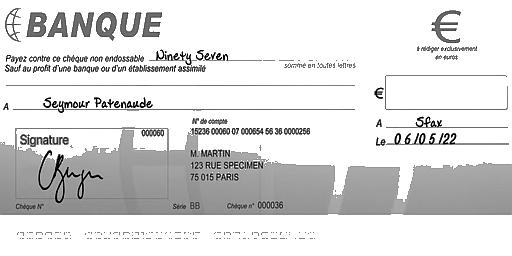 BANQUE
€
à rédiger exclusivement
en euros
Payez contre ce chèque non endossable Ninety Seven
Sauf au profit d'une banque ou d'un établissement assimilé
somme en toutes lettres
€
A Seymour Patenaude
A Sfax
Le 06/05/22
Signature
000060
N° de compte
15236 00060 07 000654 56 36 0000256
M. MARTIN
123 RUE SPECIMEN
75 015 PARIS
Chèque N°
Série BB
Chèque n° 000036